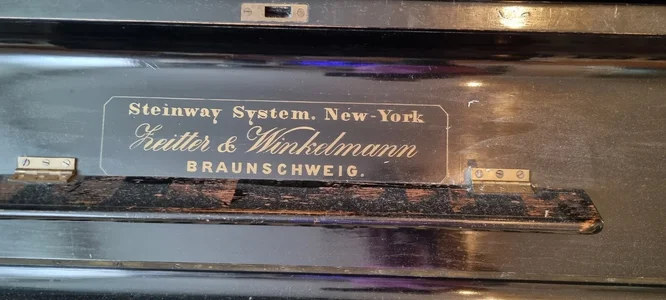 Steinway System. New-York
Zeitter & Winkelmann
BRAUNSCHWEIG.